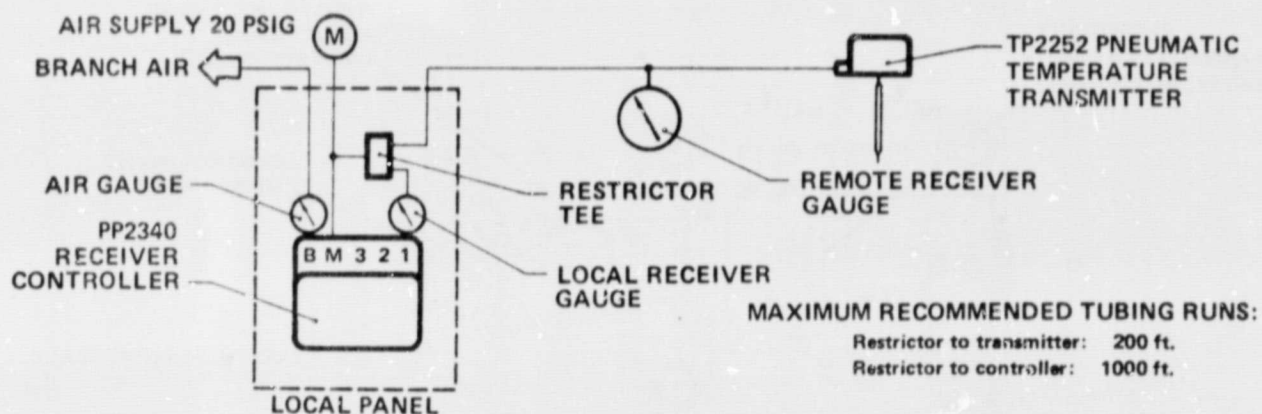 AIR SUPPLY 20 PSIG
M
BRANCH AIR
TP2252 PNEUMATIC
TEMPERATURE
TRANSMITTER
AIR GAUGE
RESTRICTOR
TEE
REMOTE RECEIVER
GAUGE
PP2340
RECEIVER
CONTROLLER
B M 3 2 1
LOCAL RECEIVER
GAUGE
MAXIMUM RECOMMENDED TUBING RUNS:
Restrictor to transmitter: 200 ft.
Restrictor to controller: 1000 ft.
LOCAL PANEL